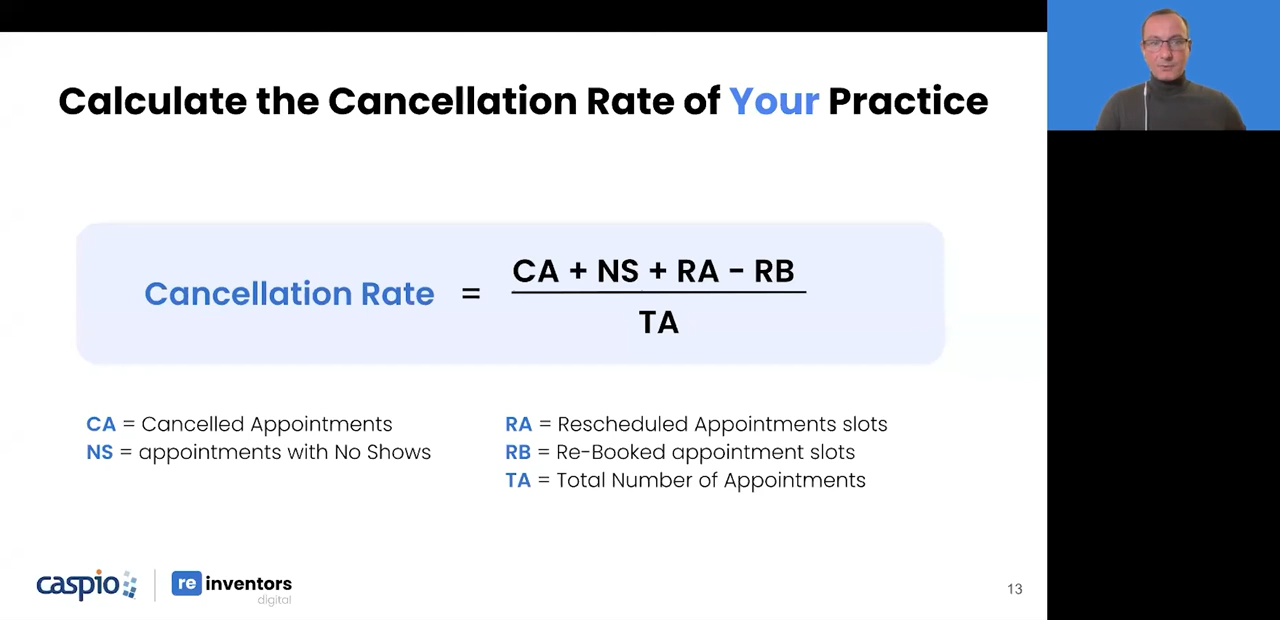 Calculate the Cancellation Rate of Your Practice
Cancellation Rate = CA + NS + RA - RB
TA
CA = Cancelled Appointments
NS = appointments with No Shows
RA = Rescheduled Appointments slots
RB = Re-Booked appointment slots
TA = Total Number of Appointments
caspio
re inventors
digital
13